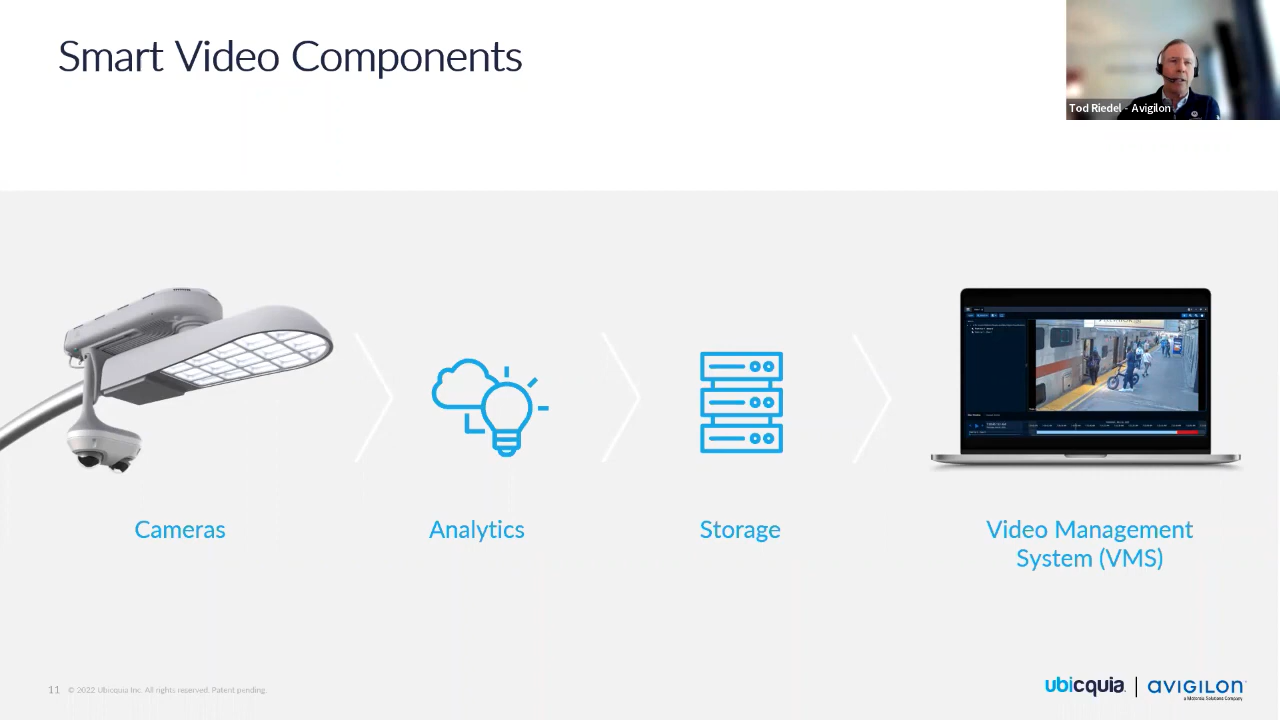 Smart Video Components
Tod Riedel - Avigilon
Cameras
Analytics
Storage
Video Management
System (VMS)
11 © 2022 Ubicquia Inc. All rights reserved. Patent pending.
ubicquia | AVIGILON
a Motorola Solutions Company